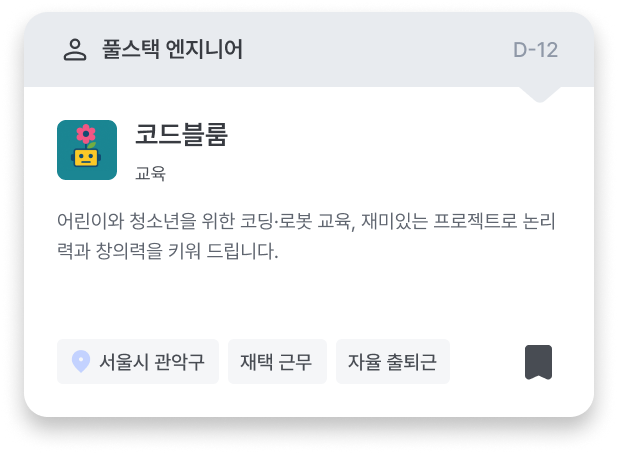 풀스택 엔지니어
D-12
코드블룸
교육
어린이와 청소년을 위한 코딩·로봇 교육, 재미있는 프로젝트로 논리
력과 창의력을 키워 드립니다.
서울시 관악구
재택 근무
자율 출퇴근